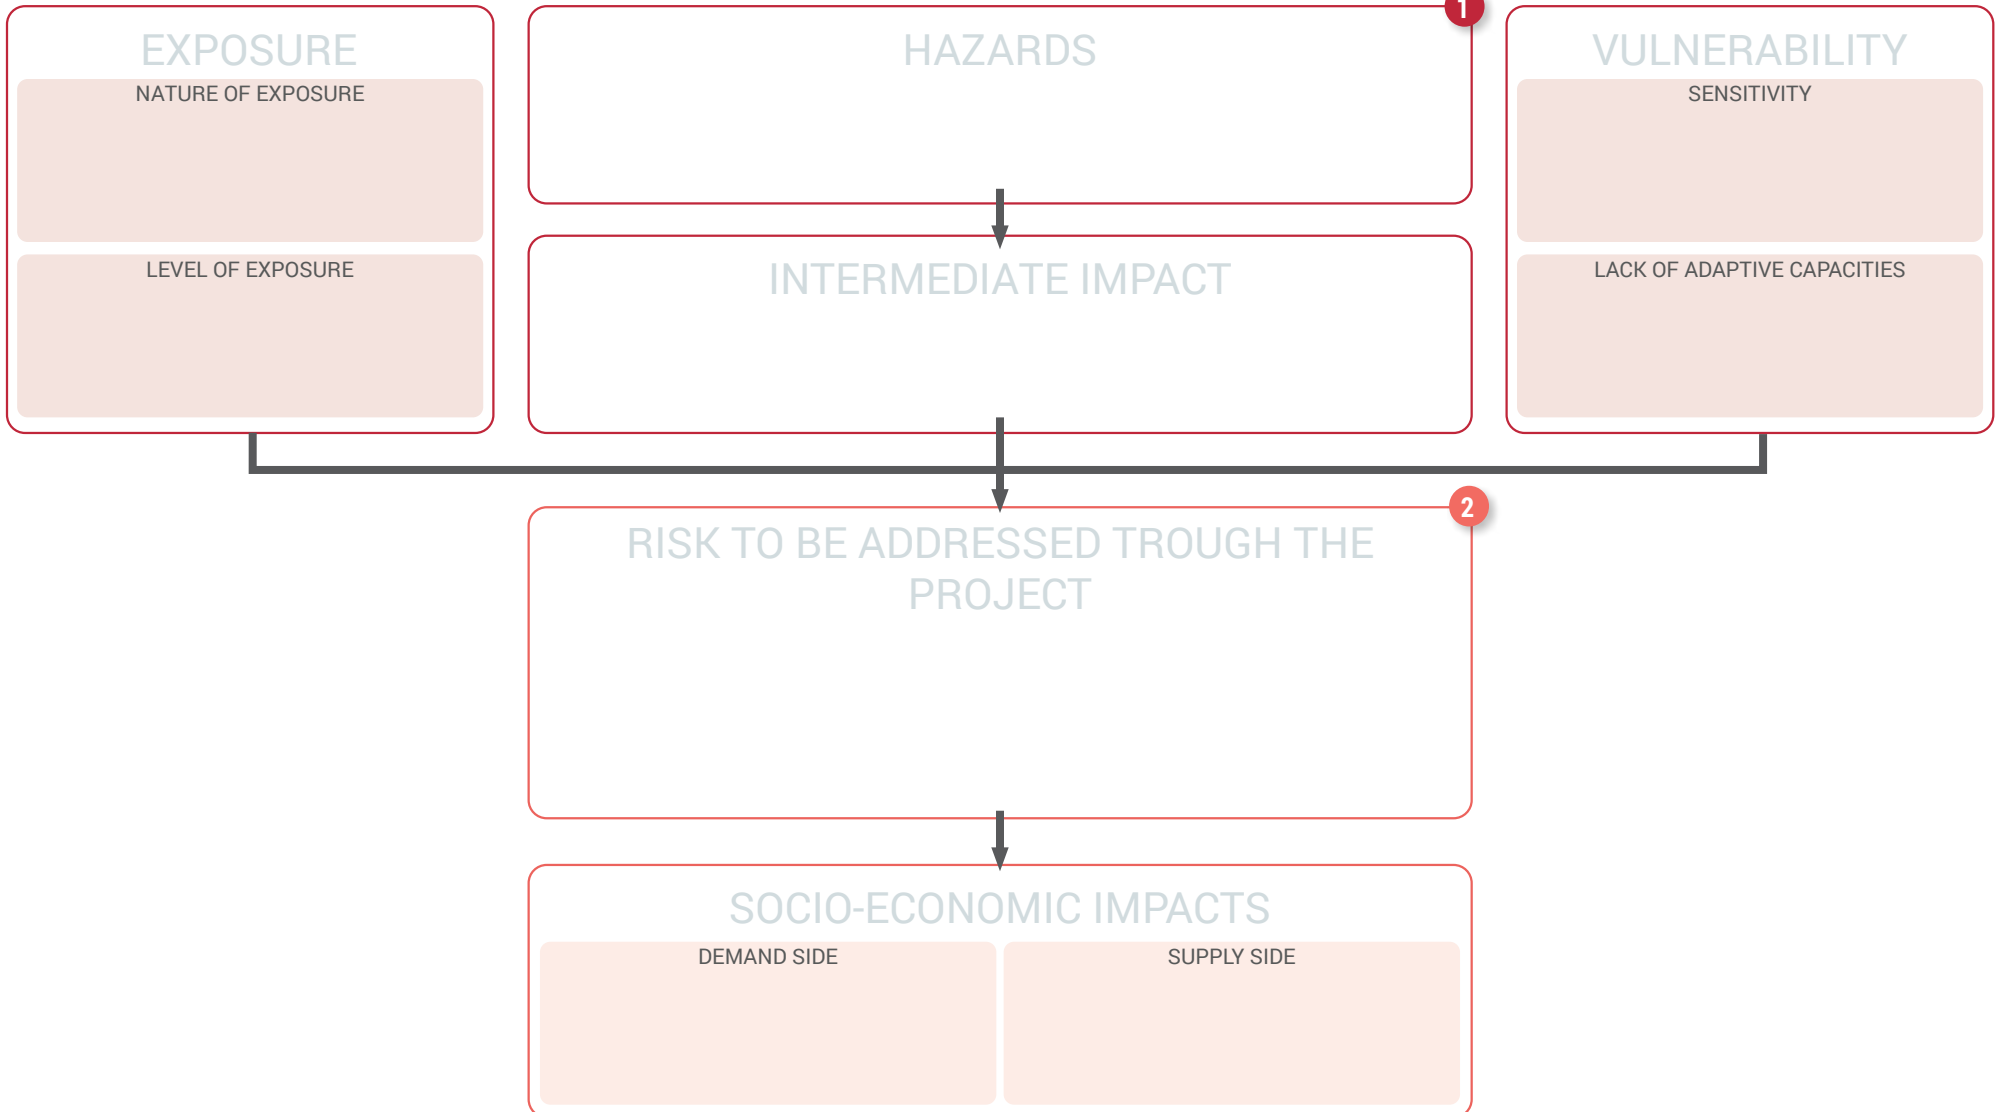 EXPOSURE
NATURE OF EXPOSURE
LEVEL OF EXPOSURE
1
HAZARDS
INTERMEDIATE IMPACT
VULNERABILITY
SENSITIVITY
LACK OF ADAPTIVE CAPACITIES
2
RISK TO BE ADDRESSED TROUGH THE
PROJECT
SOCIO-ECONOMIC IMPACTS
DEMAND SIDE
SUPPLY SIDE